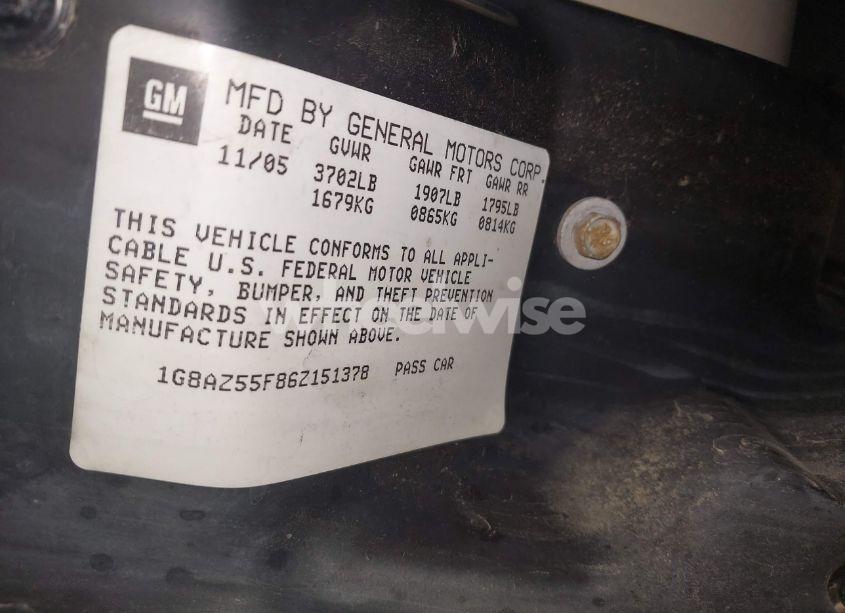 GM
MFD BY GENERAL MOTORS CORP.
DATE GVWR GAWR FRT GAWR RR
11/05 3702LB 1907LB 1795LB
1679KG 0865KG 0814KG
THIS VEHICLE CONFORMS TO ALL APPLI-
CABLE U.S. FEDERAL MOTOR VEHICLE
SAFETY, BUMPER, AND THEFT PREVENTION
STANDARDS IN EFFECT ON THE DATE OF
MANUFACTURE SHOWN ABOVE.
1G8AZ55F86Z151378 PASS CAR